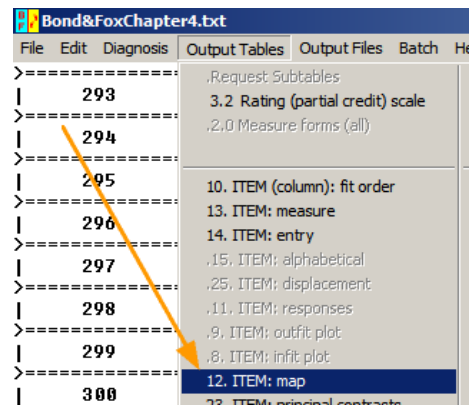 Bond&FoxChapter4.txt
File Edit Diagnosis Output Tables Output Files Batch
>===============
| 293
>===============
| 294
>===============
| 295
>===============
| 296
>===============
| 297
>===============
| 298
>===============
| 299
>===============
| 300
.Request Subtables
3.2 Rating (partial credit) scale
.2.0 Measure forms (all)
10. ITEM (column): fit order
13. ITEM: measure
14. ITEM: entry
.15. ITEM: alphabetical
.25. ITEM: displacement
.11. ITEM: responses
.9. ITEM: outfit plot
.8. ITEM: infit plot
12. ITEM: map
23. ITEM: principal contrasts